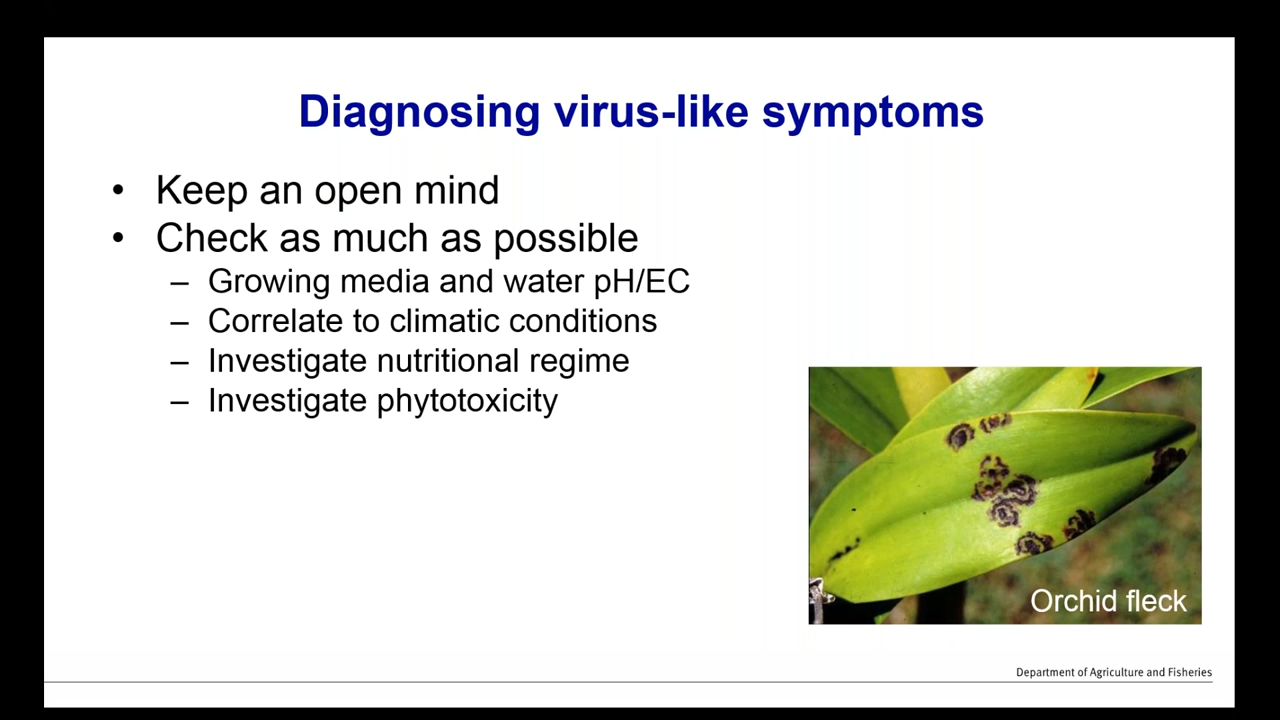 Diagnosing virus-like symptoms
• Keep an open mind
• Check as much as possible
– Growing media and water pH/EC
– Correlate to climatic conditions
– Investigate nutritional regime
– Investigate phytotoxicity
Orchid fleck
Department of Agriculture and Fisheries